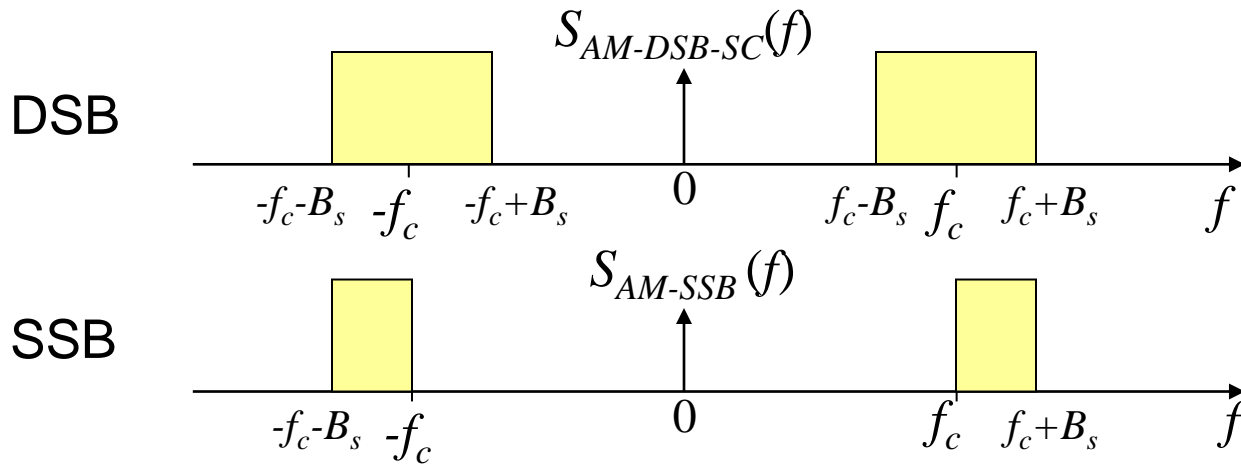 S_{AM-DSB-SC}(f)
DSB
0
-f_c-B_s -f_c -f_c+B_s f_c-B_s f_c f_c+B_s f
S_{AM-SSB} (f)
SSB
0
-f_c-B_s -f_c f_c f_c+B_s f